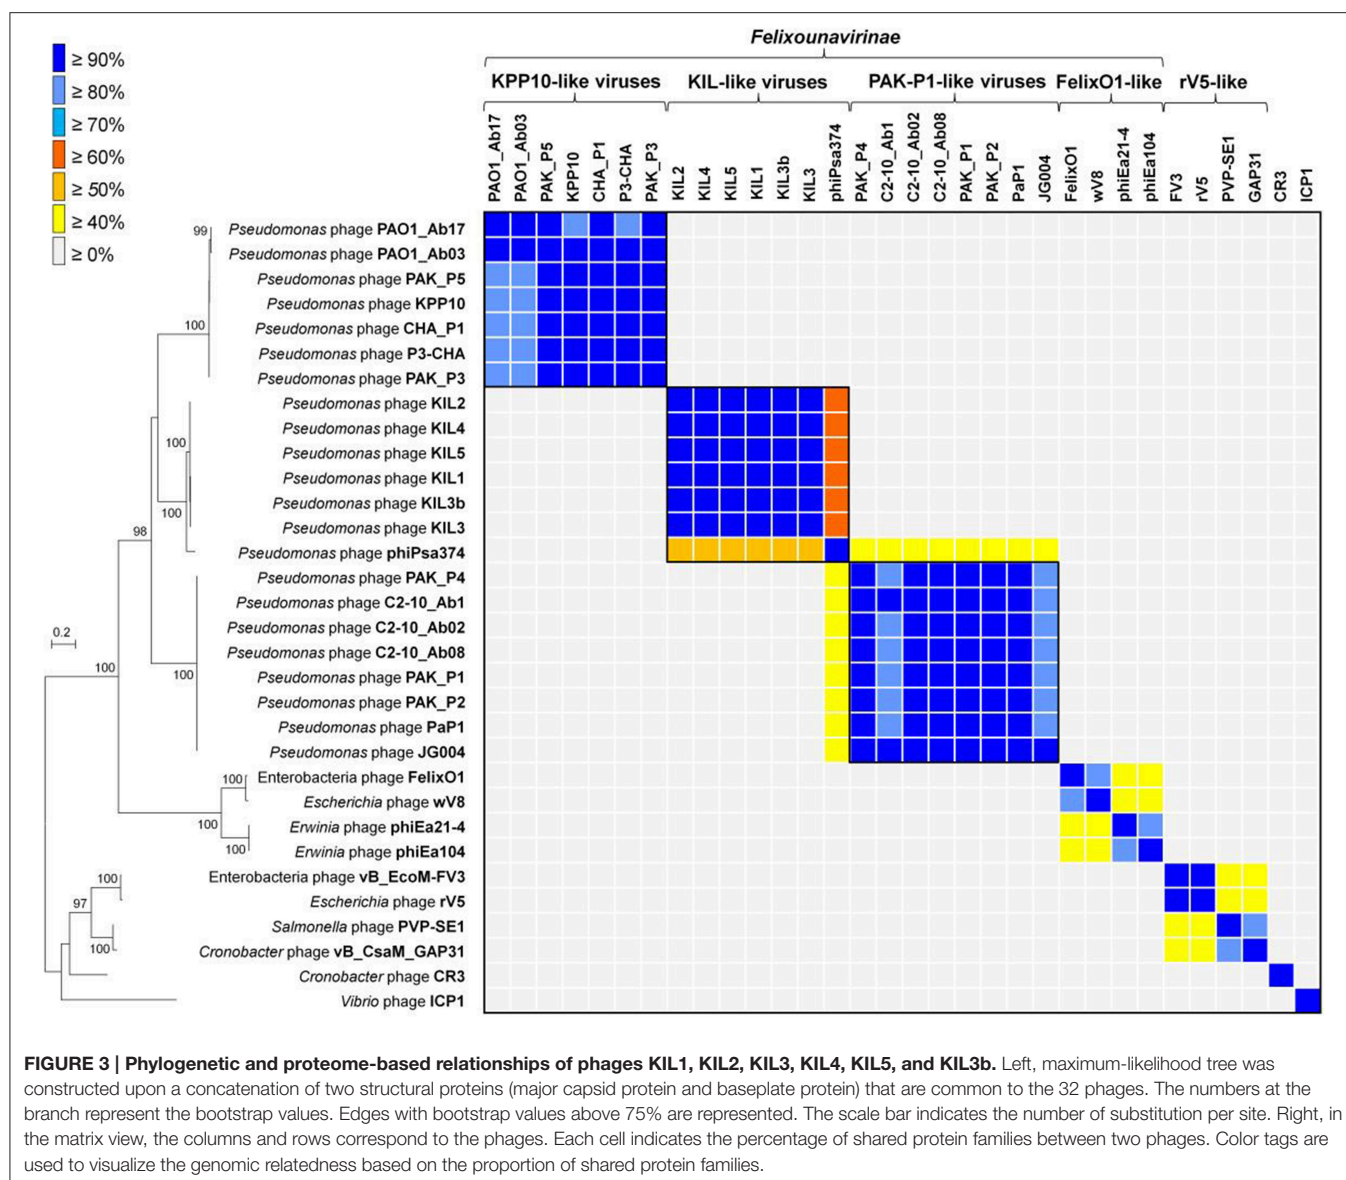 Felixounavirinae
KPP10-like viruses KIL-like viruses PAK-P1-like viruses FelixO1-like rV5-like
≥ 90%
≥ 80%
≥ 70%
≥ 60%
≥ 50%
≥ 40%
≥ 0%
PAO1_Ab17
PAO1_Ab03
PAK_P5
KPP10
CHA_P1
P3-CHA
PAK_P3
KIL2
KIL4
KIL5
KIL1
KIL3b
KIL3
phiPsa374
PAK_P4
C2-10_Ab1
C2-10_Ab02
C2-10_Ab08
PAK_P1
PAK_P2
PaP1
JG004
FelixO1
wV8
phiEa21-4
phiEa104
FV3
rV5
PVP-SE1
GAP31
CR3
ICP1
99
Pseudomonas phage PAO1_Ab17
Pseudomonas phage PAO1_Ab03
Pseudomonas phage PAK_P5
Pseudomonas phage KPP10
100
Pseudomonas phage CHA_P1
Pseudomonas phage P3-CHA
Pseudomonas phage PAK_P3
Pseudomonas phage KIL2
Pseudomonas phage KIL4
100
Pseudomonas phage KIL5
Pseudomonas phage KIL1
Pseudomonas phage KIL3b
100
Pseudomonas phage KIL3
98
Pseudomonas phage phiPsa374
Pseudomonas phage PAK_P4
Pseudomonas phage C2-10_Ab1
Pseudomonas phage C2-10_Ab02
0.2
Pseudomonas phage C2-10_Ab08
100
100
Pseudomonas phage PAK_P1
Pseudomonas phage PAK_P2
Pseudomonas phage PaP1
Pseudomonas phage JG004
100
Enterobacteria phage FelixO1
Escherichia phage wV8
100
Erwinia phage phiEa21-4
100
Erwinia phage phiEa104
100
Enterobacteria phage vB_EcoM-FV3
Escherichia phage rV5
97
Salmonella phage PVP-SE1
100
Cronobacter phage vB_CsaM_GAP31
Cronobacter phage CR3
Vibrio phage ICP1
FIGURE 3 | Phylogenetic and proteome-based relationships of phages KIL1, KIL2, KIL3, KIL4, KIL5, and KIL3b. Left, maximum-likelihood tree was
constructed upon a concatenation of two structural proteins (major capsid protein and baseplate protein) that are common to the 32 phages. The numbers at the
branch represent the bootstrap values. Edges with bootstrap values above 75% are represented. The scale bar indicates the number of substitution per site. Right, in
the matrix view, the columns and rows correspond to the phages. Each cell indicates the percentage of shared protein families between two phages. Color tags are
used to visualize the genomic relatedness based on the proportion of shared protein families.